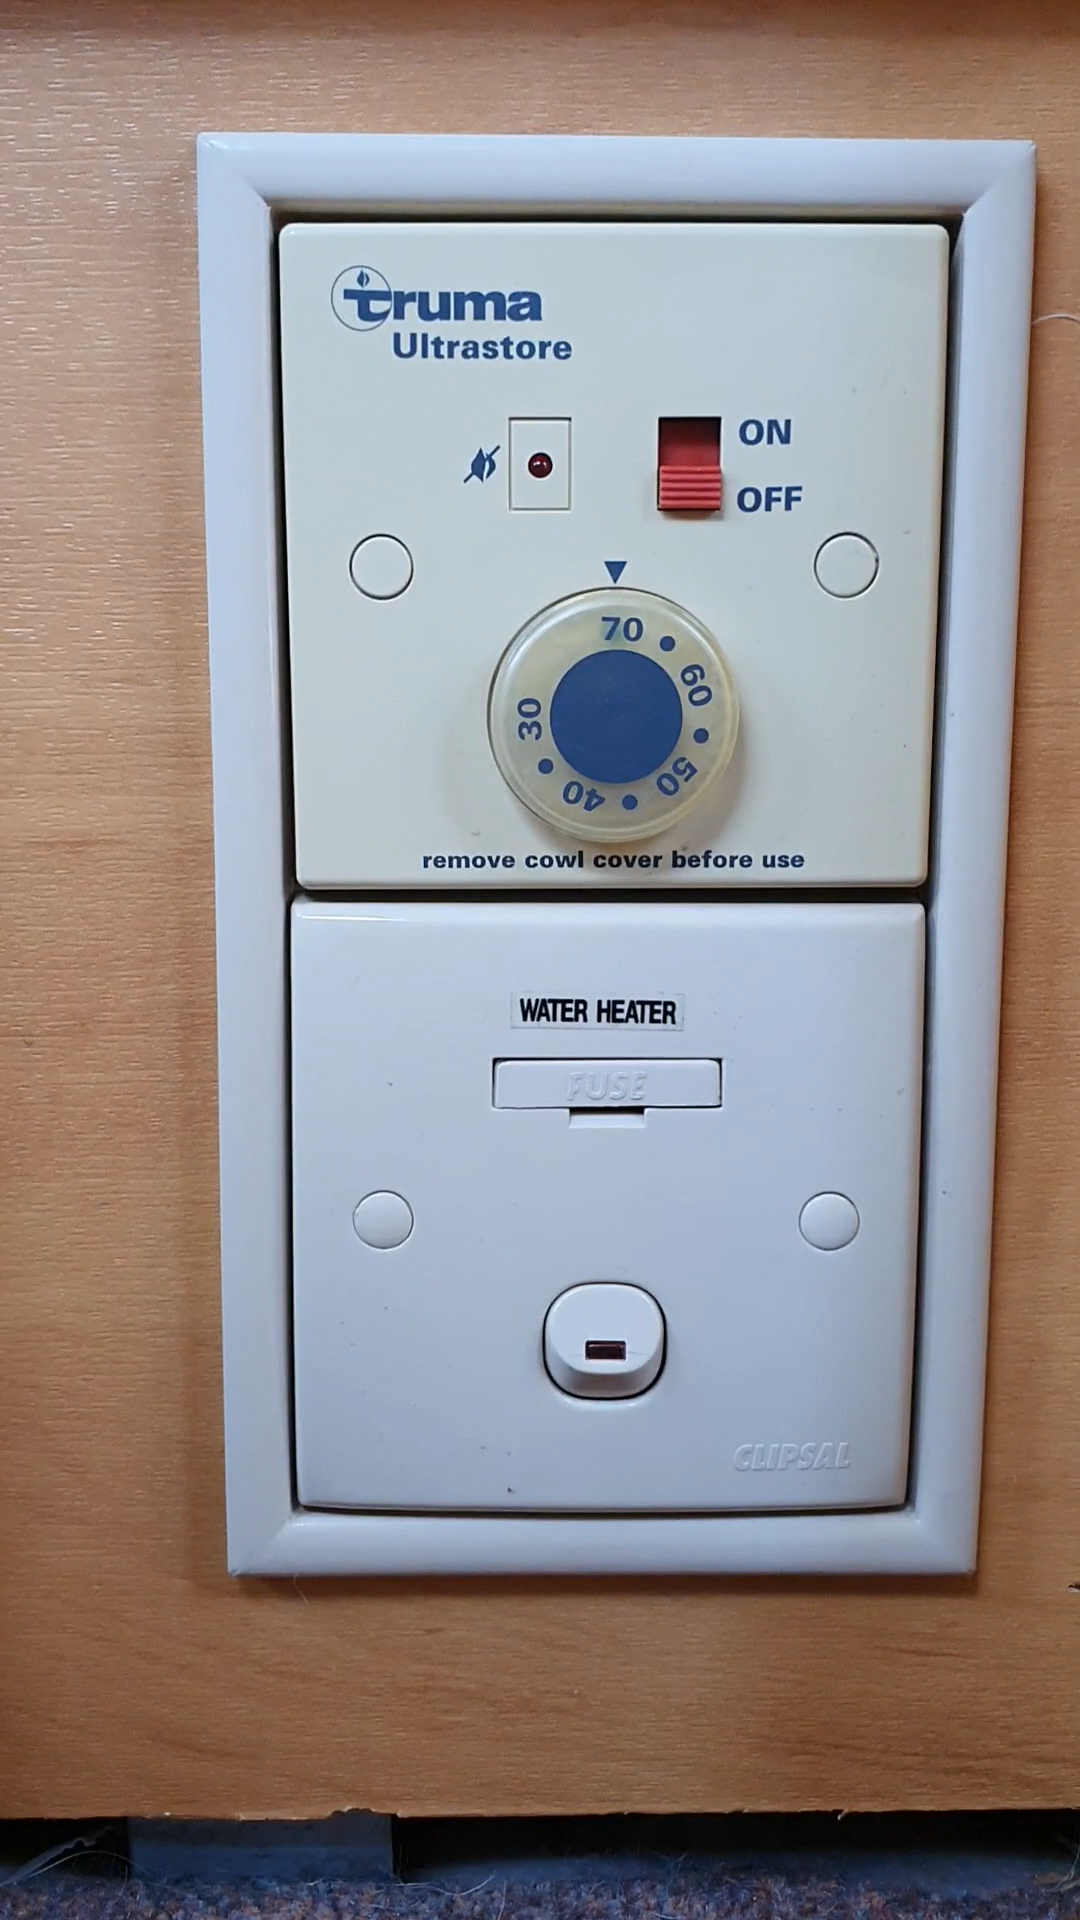 truma
Ultrastore
ON
OFF
70
60
50
40
30
remove cowl cover before use
WATER HEATER
FUSE
CLIPSAL